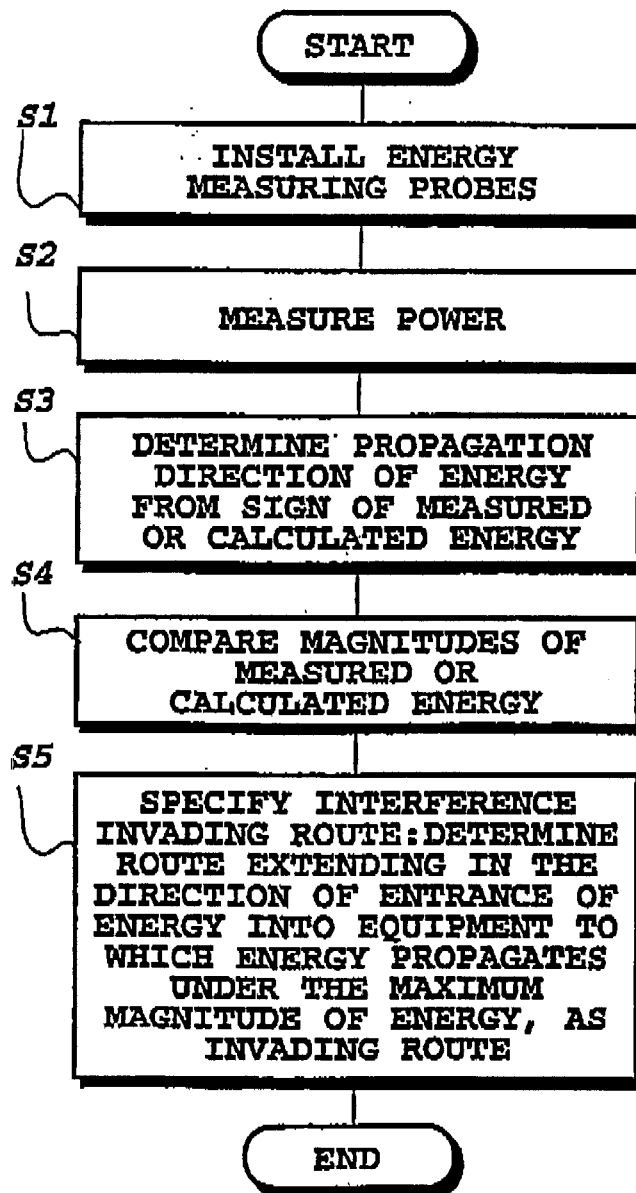 START
S1
INSTALL ENERGY
MEASURING PROBES
S2
MEASURE POWER
S3
DETERMINE PROPAGATION
DIRECTION OF ENERGY
FROM SIGN OF MEASURED
OR CALCULATED ENERGY
S4
COMPARE MAGNITUDES OF
MEASURED OR
CALCULATED ENERGY
S5
SPECIFY INTERFERENCE
INVADING ROUTE:DETERMINE
ROUTE EXTENDING IN THE
DIRECTION OF ENTRANCE OF
ENERGY INTO EQUIPMENT TO
WHICH ENERGY PROPAGATES
UNDER THE MAXIMUM
MAGNITUDE OF ENERGY, AS
INVADING ROUTE
END